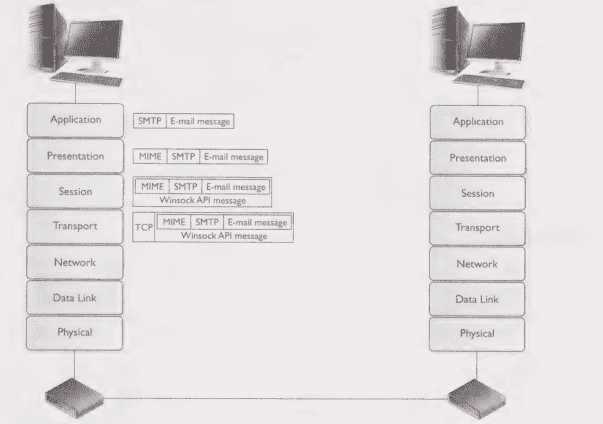 Application
SMTP E-mail message
Presentation
MIME SMTP E-mail message
Session
MIME SMTP E-mail message
Winsock API message
Transport
TCP MIME SMTP E-mail message
Winsock API message
Network
Data Link
Physical
Application
Presentation
Session
Transport
Network
Data Link
Physical